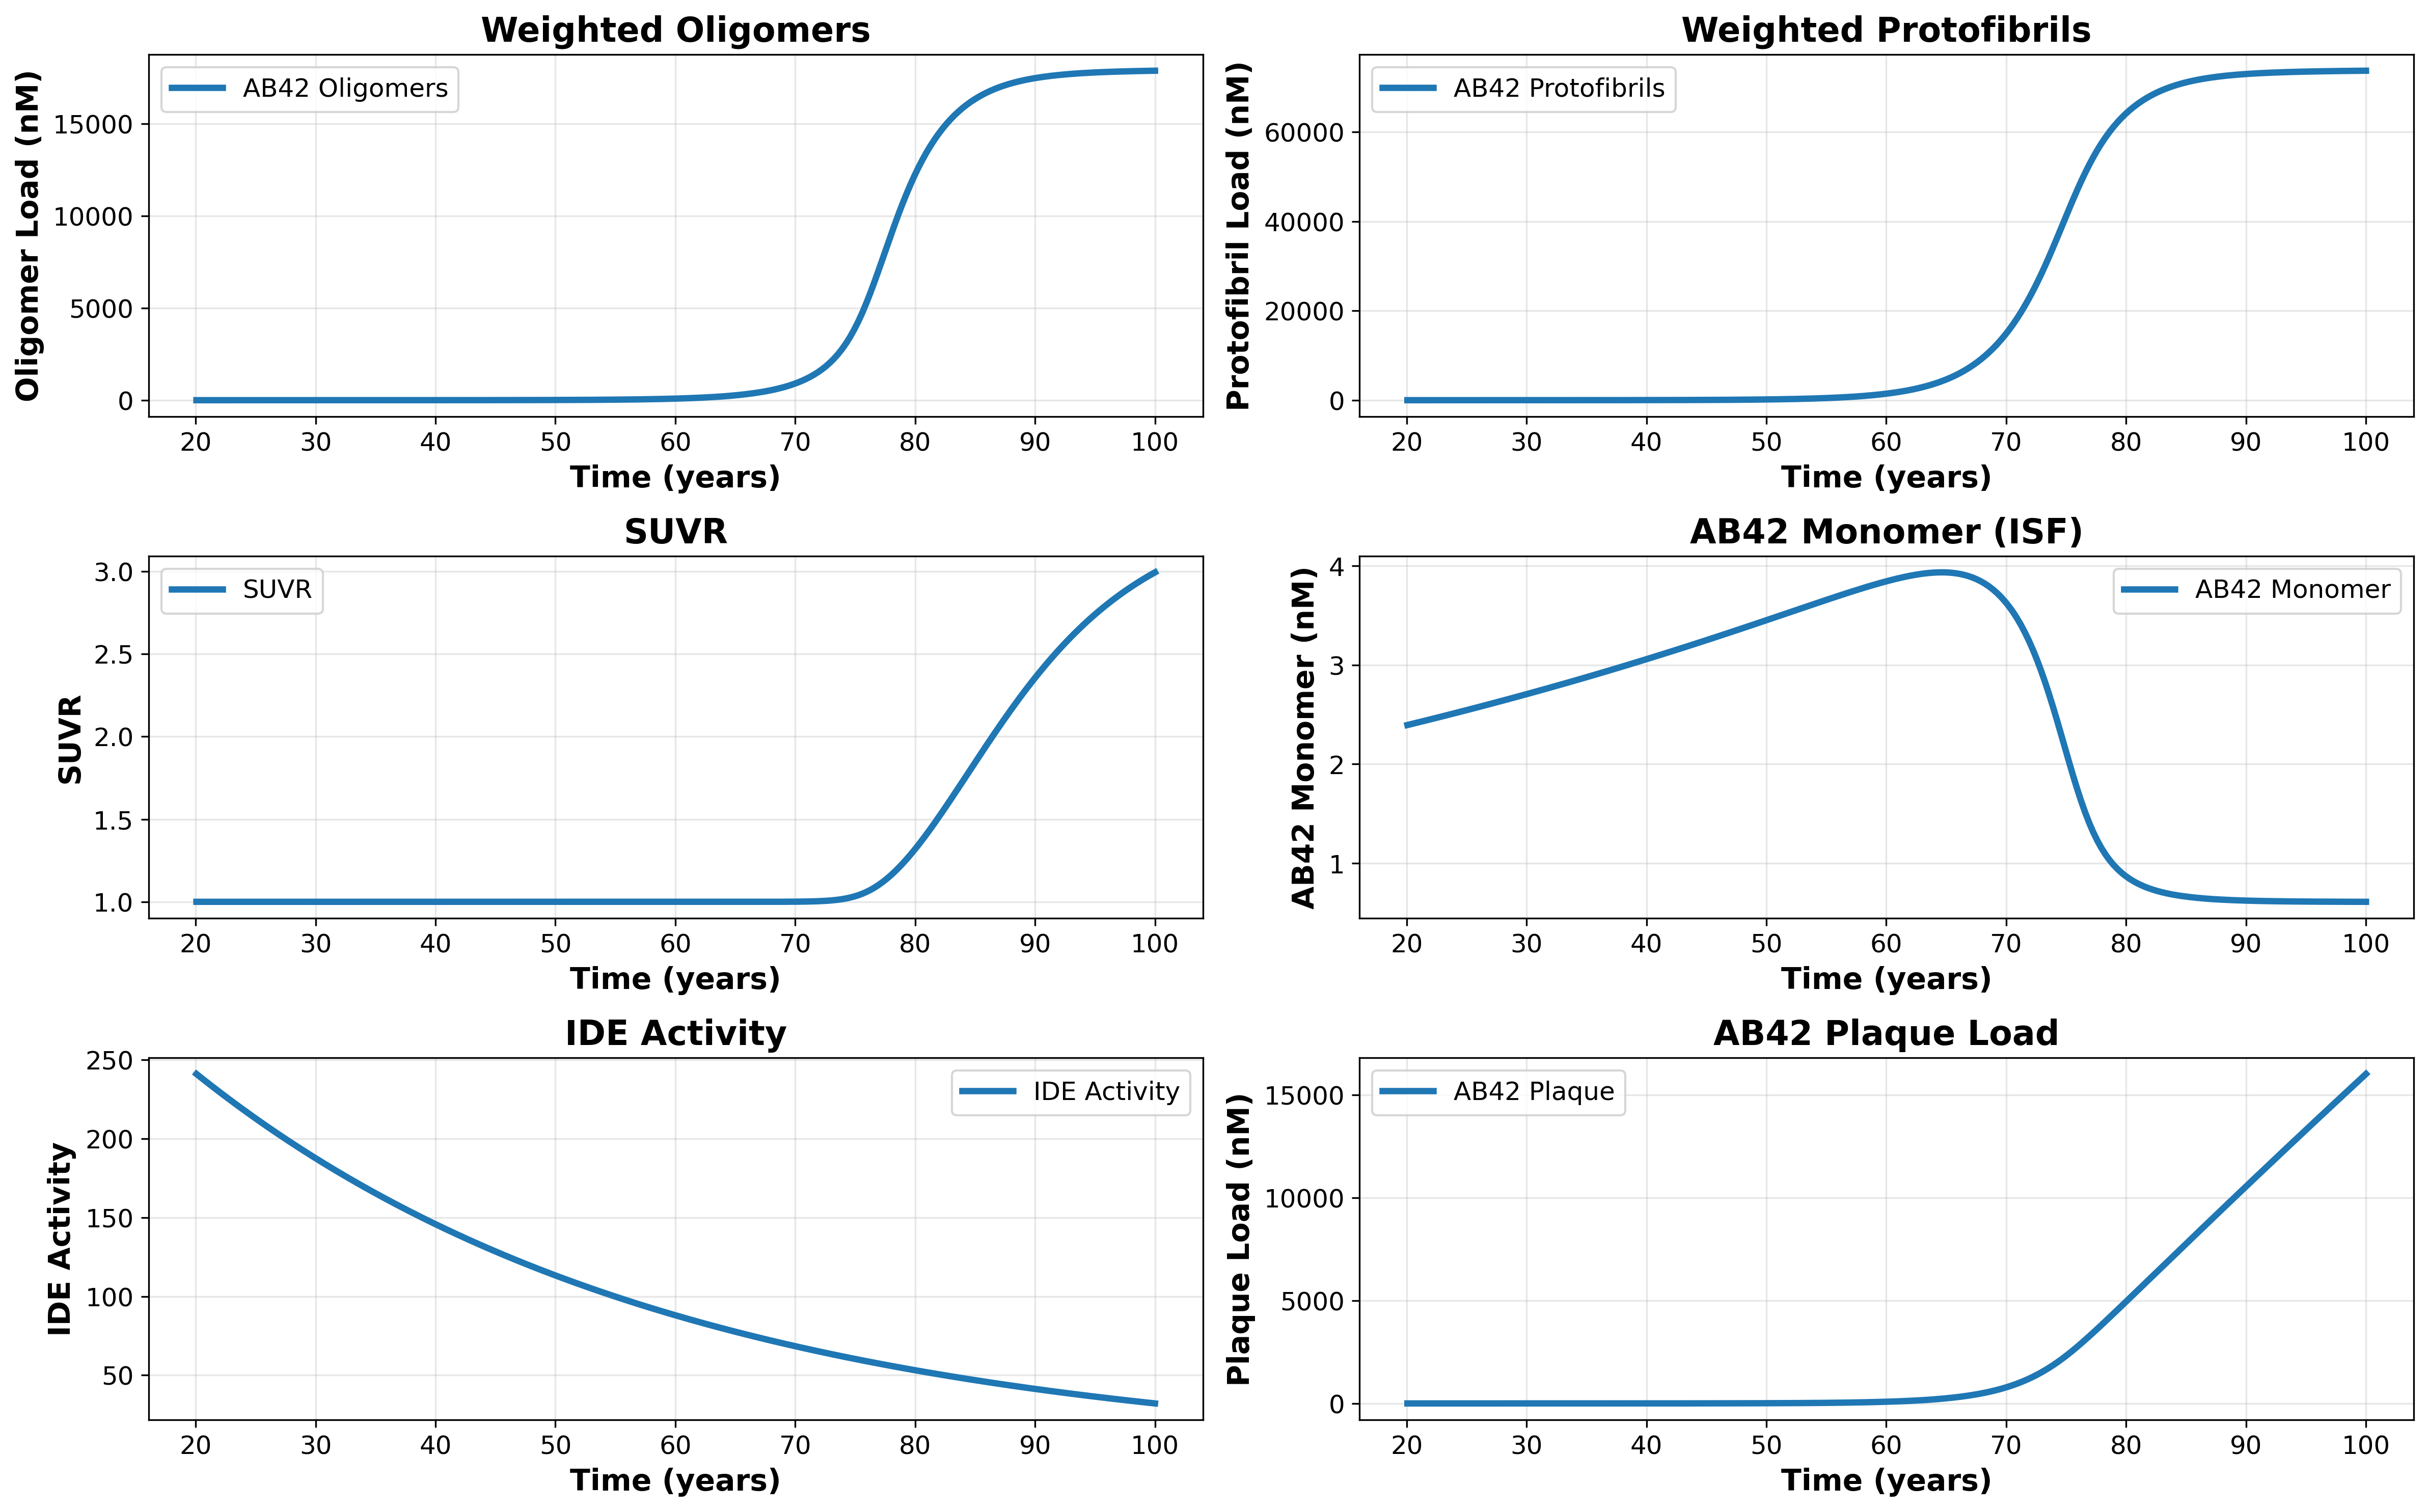 Weighted Oligomers
AB42 Oligomers
Oligomer Load (nM)
15000
10000
5000
0
20 30 40 50 60 70 80 90 100
Time (years)
Weighted Protofibrils
AB42 Protofibrils
Protofibril Load (nM)
60000
40000
20000
0
20 30 40 50 60 70 80 90 100
Time (years)
SUVR
SUVR
SUVR
3.0
2.5
2.0
1.5
1.0
20 30 40 50 60 70 80 90 100
Time (years)
AB42 Monomer (ISF)
AB42 Monomer
AB42 Monomer (nM)
4
3
2
1
20 30 40 50 60 70 80 90 100
Time (years)
IDE Activity
IDE Activity
IDE Activity
250
200
150
100
50
20 30 40 50 60 70 80 90 100
Time (years)
AB42 Plaque Load
AB42 Plaque
Plaque Load (nM)
15000
10000
5000
0
20 30 40 50 60 70 80 90 100
Time (years)